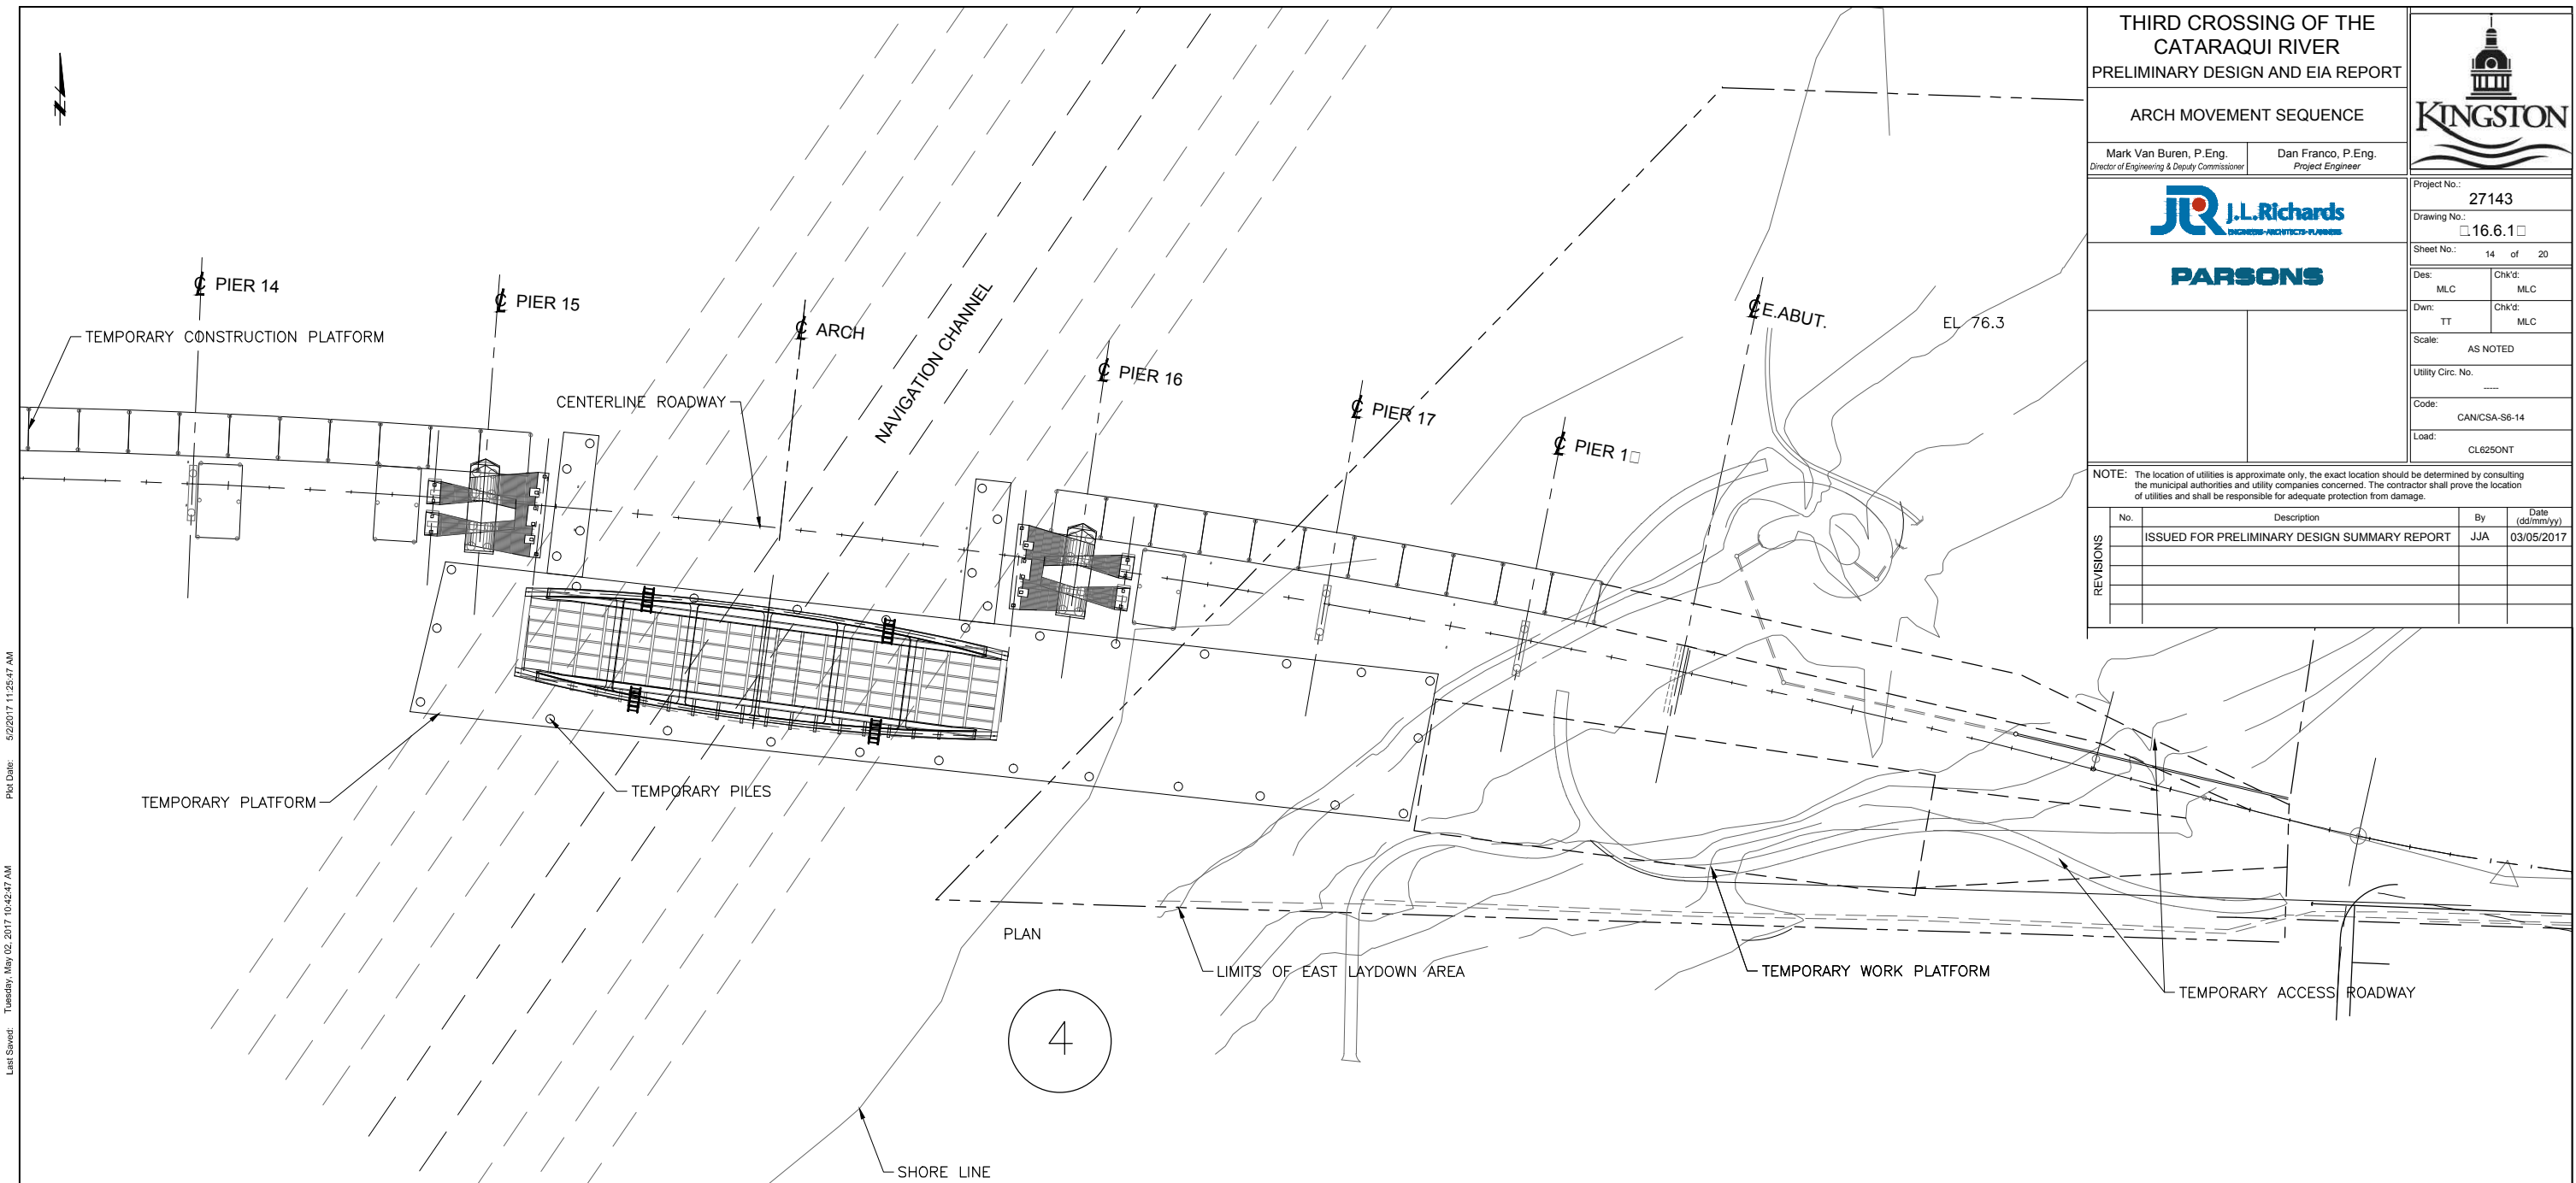 THIRD CROSSING OF THE
CATARAQUI RIVER
PRELIMINARY DESIGN AND EIA REPORT
ARCH MOVEMENT SEQUENCE
Mark Van Buren, P.Eng.
Director of Engineering & Deputy Commissioner
Dan Franco, P.Eng.
Project Engineer
KINGSTON
J.L.Richards
ENGINEERS·ARCHITECTS·PLANNERS
PARSONS
Project No.:
27143
Drawing No.:
□.16.6.1□
Sheet No.: 14 of 20
Des: MLC
Chk'd: MLC
Dwn: TT
Chk'd: MLC
Scale:
AS NOTED
Utility Circ. No.
-----
Code:
CAN/CSA-S6-14
Load:
CL625ONT
NOTE: The location of utilities is approximate only, the exact location should be determined by consulting
the municipal authorities and utility companies concerned. The contractor shall prove the location
of utilities and shall be responsible for adequate protection from damage.
REVISIONS
No. Description By Date (dd/mm/yy)
ISSUED FOR PRELIMINARY DESIGN SUMMARY REPORT JJA 03/05/2017
N
℄ PIER 14
℄ PIER 15
℄ ARCH
NAVIGATION CHANNEL
℄ PIER 16
℄ PIER 17
℄ PIER 1□
℄ E.ABUT.
EL 76.3
TEMPORARY CONSTRUCTION PLATFORM
CENTERLINE ROADWAY
TEMPORARY PLATFORM
TEMPORARY PILES
PLAN
4
LIMITS OF EAST LAYDOWN AREA
TEMPORARY WORK PLATFORM
TEMPORARY ACCESS ROADWAY
SHORE LINE
Last Saved: Tuesday, May 02, 2017 10:42:47 AM Plot Date: 5/2/2017 11:25:47 AM